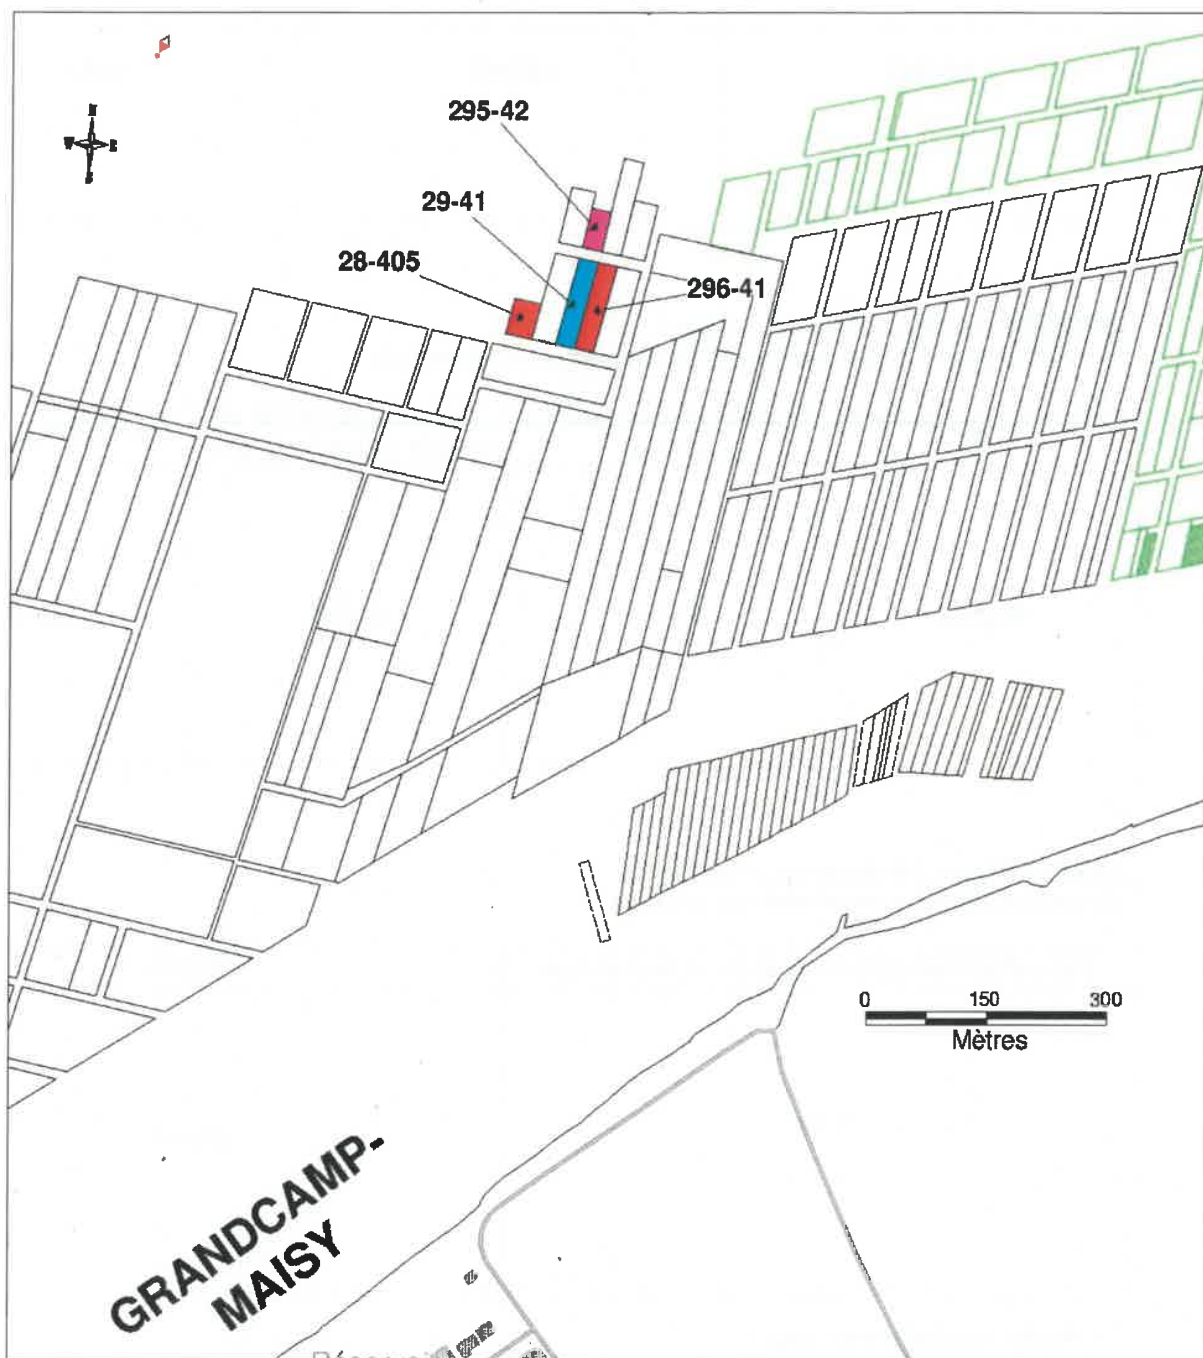 N
W E
S
295-42
29-41
28-405
296-41
0 150 300
Mètres
GRANDCAMP-
MAISY